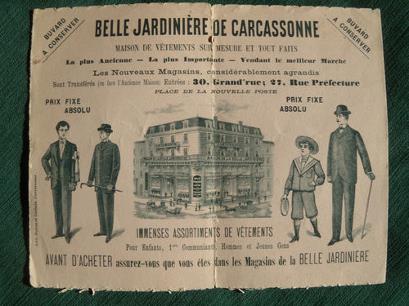 BUVARD A CONSERVER
BUVARD A CONSERVER
BELLE JARDINIÈRE DE CARCASSONNE
MAISON DE VÊTEMENTS SUR MESURE ET TOUT FAITS
La plus Ancienne - La plus Importante - Vendant le meilleur Marché
Les Nouveaux Magasins, considérablement agrandis
Sont Transférés (en face l'Ancienne Maison) Entrées : 30, Grand'rue; 27, Rue Préfecture
PLACE DE LA NOUVELLE POSTE
PRIX FIXE
ABSOLU
PRIX FIXE
ABSOLU
IMMENSES ASSORTIMENTS DE VÊTEMENTS
Pour Enfants, 1res Communiants, Hommes et Jeunes Gens
AVANT D'ACHETER assurez-vous que vous êtes dans les Magasins de la BELLE JARDINIÈRE